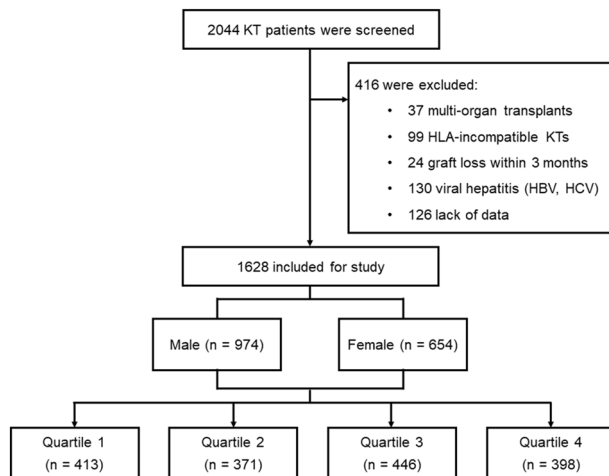 2044 KT patients were screened
416 were excluded:
• 37 multi-organ transplants
• 99 HLA-incompatible KTs
• 24 graft loss within 3 months
• 130 viral hepatitis (HBV, HCV)
• 126 lack of data
1628 included for study
Male (n = 974)
Female (n = 654)
Quartile 1
(n = 413)
Quartile 2
(n = 371)
Quartile 3
(n = 446)
Quartile 4
(n = 398)